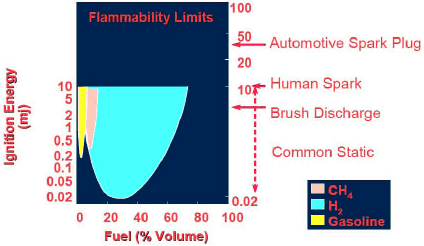 Flammability Limits
100
50
Automotive Spark Plug
20
Ignition Energy
(mj)
10
5
2
1
0.5
0.2
0.1
0.05
0.02
10
Human Spark
Brush Discharge
Common Static
0.02
CH4
H2
Gasoline
0 20 40 60 80 100
Fuel (% Volume)